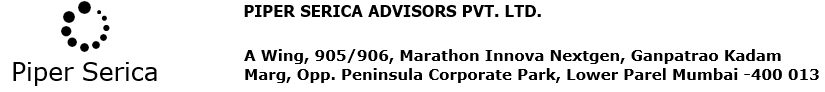 PIPER SERICA ADVISORS PVT. LTD.
Piper Serica
A Wing, 905/906, Marathon Innova Nextgen, Ganpatrao Kadam
Marg, Opp. Peninsula Corporate Park, Lower Parel Mumbai -400 013